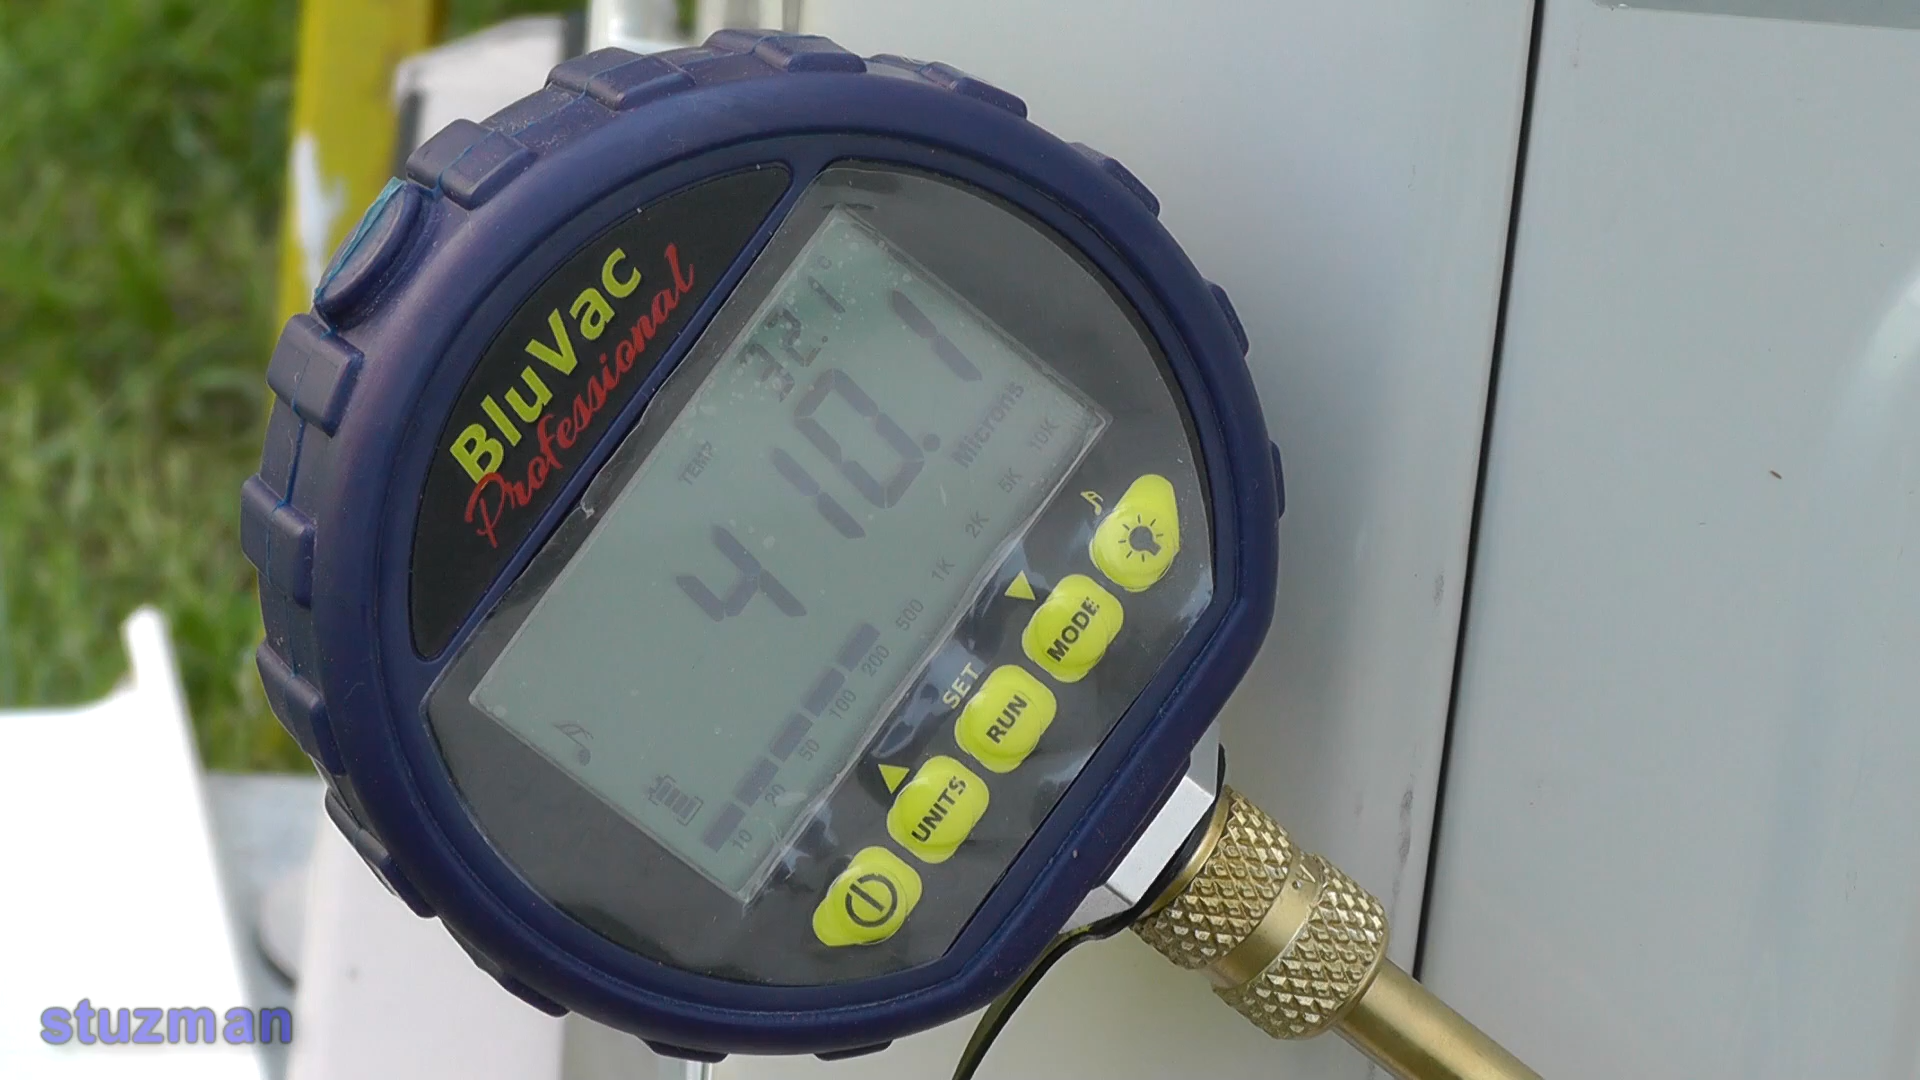 BluVac
Professional
32.1 °C
TEMP
410.1
Microns
10 20 50 100 200 500 1K 2K 5K 10K
SET
UNITS RUN MODE
stuzman